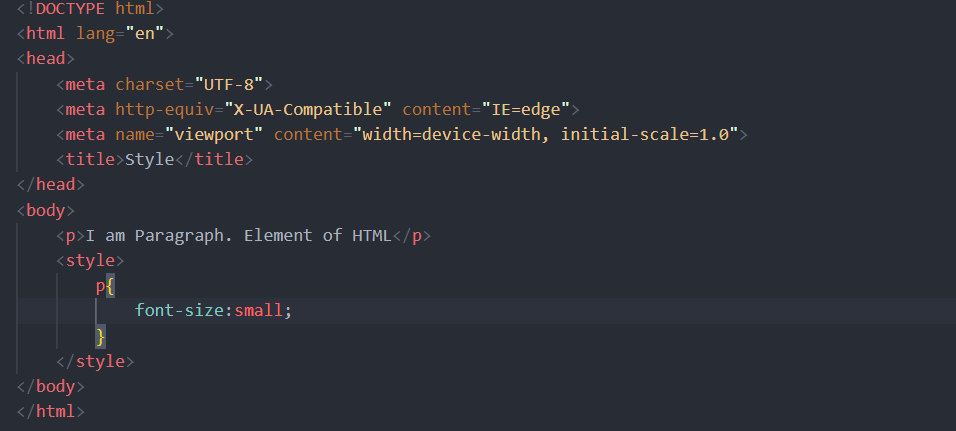 <!DOCTYPE html>
<html lang="en">
<head>
    <meta charset="UTF-8">
    <meta http-equiv="X-UA-Compatible" content="IE=edge">
    <meta name="viewport" content="width=device-width, initial-scale=1.0">
    <title>Style</title>
</head>
<body>
    <p>I am Paragraph. Element of HTML</p>
    <style>
        p{
            font-size:small;
        }
    </style>
</body>
</html>